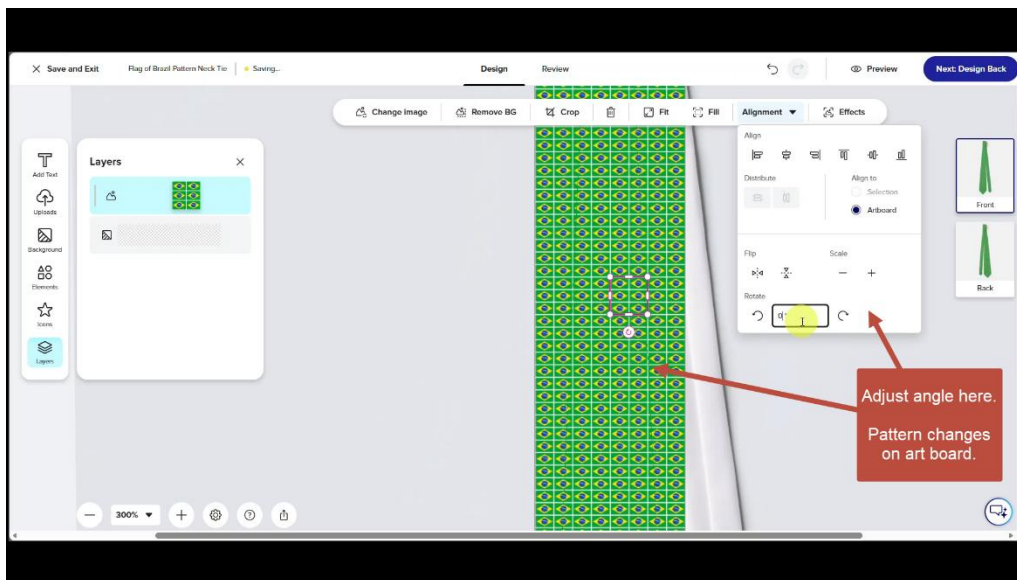 Save and Exit
Flag of Brazil Pattern Neck Tie
Saving...
Design
Review
Preview
Next: Design Back
Change image
Remove BG
Crop
Fit
Fill
Alignment
Effects
Add Text
Uploads
Background
Elements
Icons
Layers
Layers
Align
Distribute
Align to
Selection
Artboard
Flip
Scale
Rotate
0
Front
Back
Adjust angle here.
Pattern changes
on art board.
300%